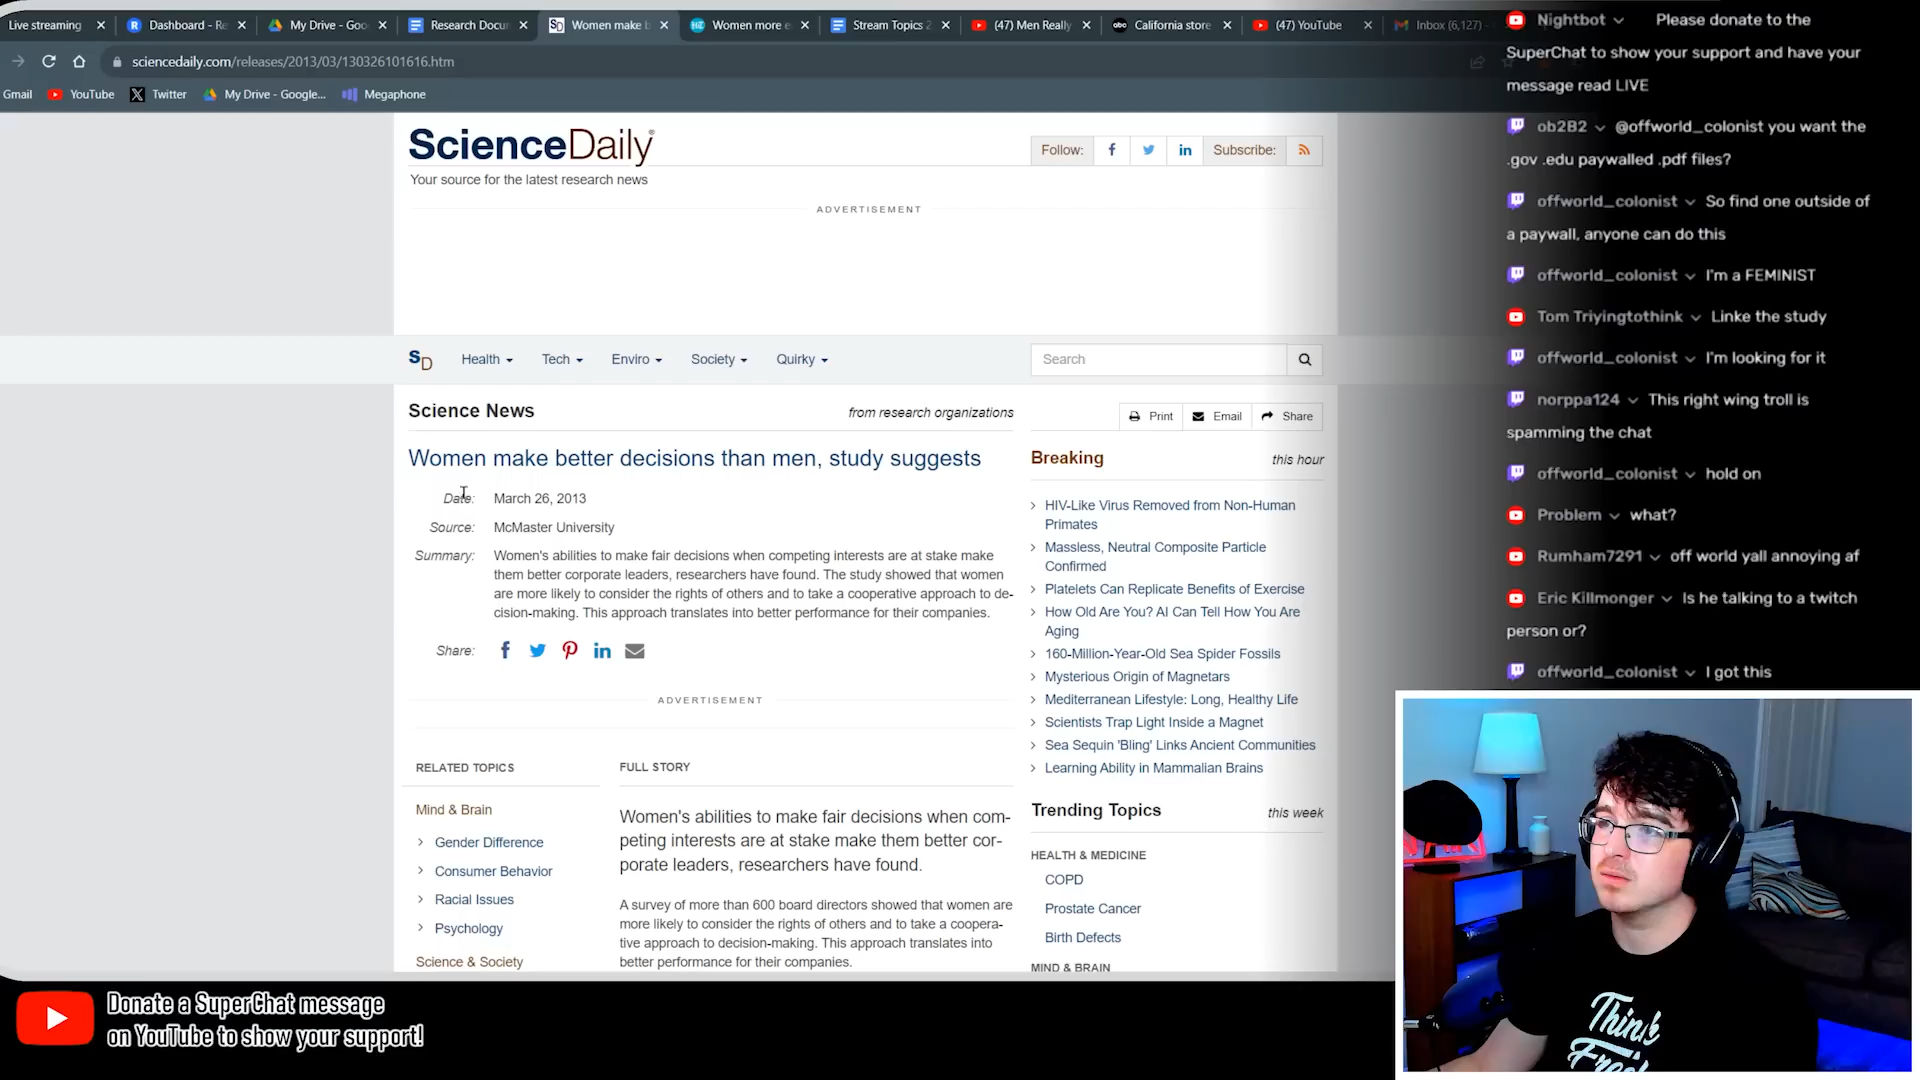 Live streaming
Dashboard - Re
My Drive - Goo
Research Docu
Women make b
Women more e
Stream Topics 2
(47) Men Really
California store
(47) YouTube
Inbox (6,127) -
sciencedaily.com/releases/2013/03/130326101616.htm
Gmail
YouTube
Twitter
My Drive - Google...
Megaphone
ScienceDaily
Your source for the latest research news
Follow:
Subscribe:
ADVERTISEMENT
SD
Health
Tech
Enviro
Society
Quirky
Search
Science News
from research organizations
Print
Email
Share
Women make better decisions than men, study suggests
Date: March 26, 2013
Source: McMaster University
Summary: Women's abilities to make fair decisions when competing interests are at stake make
them better corporate leaders, researchers have found. The study showed that women
are more likely to consider the rights of others and to take a cooperative approach to de-
cision-making. This approach translates into better performance for their companies.
Share:
ADVERTISEMENT
RELATED TOPICS
Mind & Brain
Gender Difference
Consumer Behavior
Racial Issues
Psychology
Science & Society
FULL STORY
Women's abilities to make fair decisions when com-
peting interests are at stake make them better cor-
porate leaders, researchers have found.
A survey of more than 600 board directors showed that women are
more likely to consider the rights of others and to take a coopera-
tive approach to decision-making. This approach translates into
better performance for their companies.
Breaking
this hour
HIV-Like Virus Removed from Non-Human
Primates
Massless, Neutral Composite Particle
Confirmed
Platelets Can Replicate Benefits of Exercise
How Old Are You? AI Can Tell How You Are
Aging
160-Million-Year-Old Sea Spider Fossils
Mysterious Origin of Magnetars
Mediterranean Lifestyle: Long, Healthy Life
Scientists Trap Light Inside a Magnet
Sea Sequin 'Bling' Links Ancient Communities
Learning Ability in Mammalian Brains
Trending Topics
this week
HEALTH & MEDICINE
COPD
Prostate Cancer
Birth Defects
MIND & BRAIN
Nightbot Please donate to the
SuperChat to show your support and have your
message read LIVE
ob2B2 @offworld_colonist you want the
.gov .edu paywalled .pdf files?
offworld_colonist So find one outside of
a paywall, anyone can do this
offworld_colonist I'm a FEMINIST
Tom Triyingtothink Linke the study
offworld_colonist I'm looking for it
norppa124 This right wing troll is
spamming the chat
offworld_colonist hold on
Problem what?
Rumham7291 off world yall annoying af
Eric Killmonger Is he talking to a twitch
person or?
offworld_colonist I got this
Think
Free
Donate a SuperChat message
on YouTube to show your support!